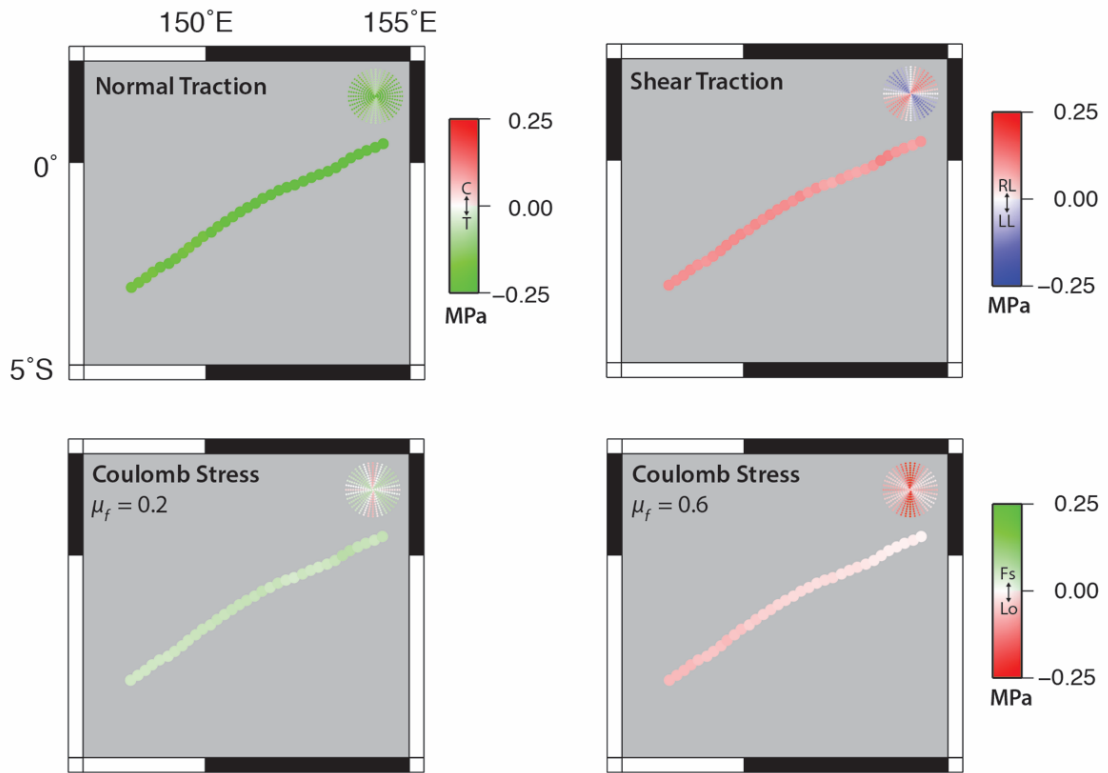 150°E 155°E
Normal Traction
0°
5°S
0.25
C
0.00
T
−0.25
MPa
Shear Traction
0.25
RL
0.00
LL
−0.25
MPa
Coulomb Stress
μf = 0.2
Coulomb Stress
μf = 0.6
0.25
Fs
0.00
Lo
−0.25
MPa